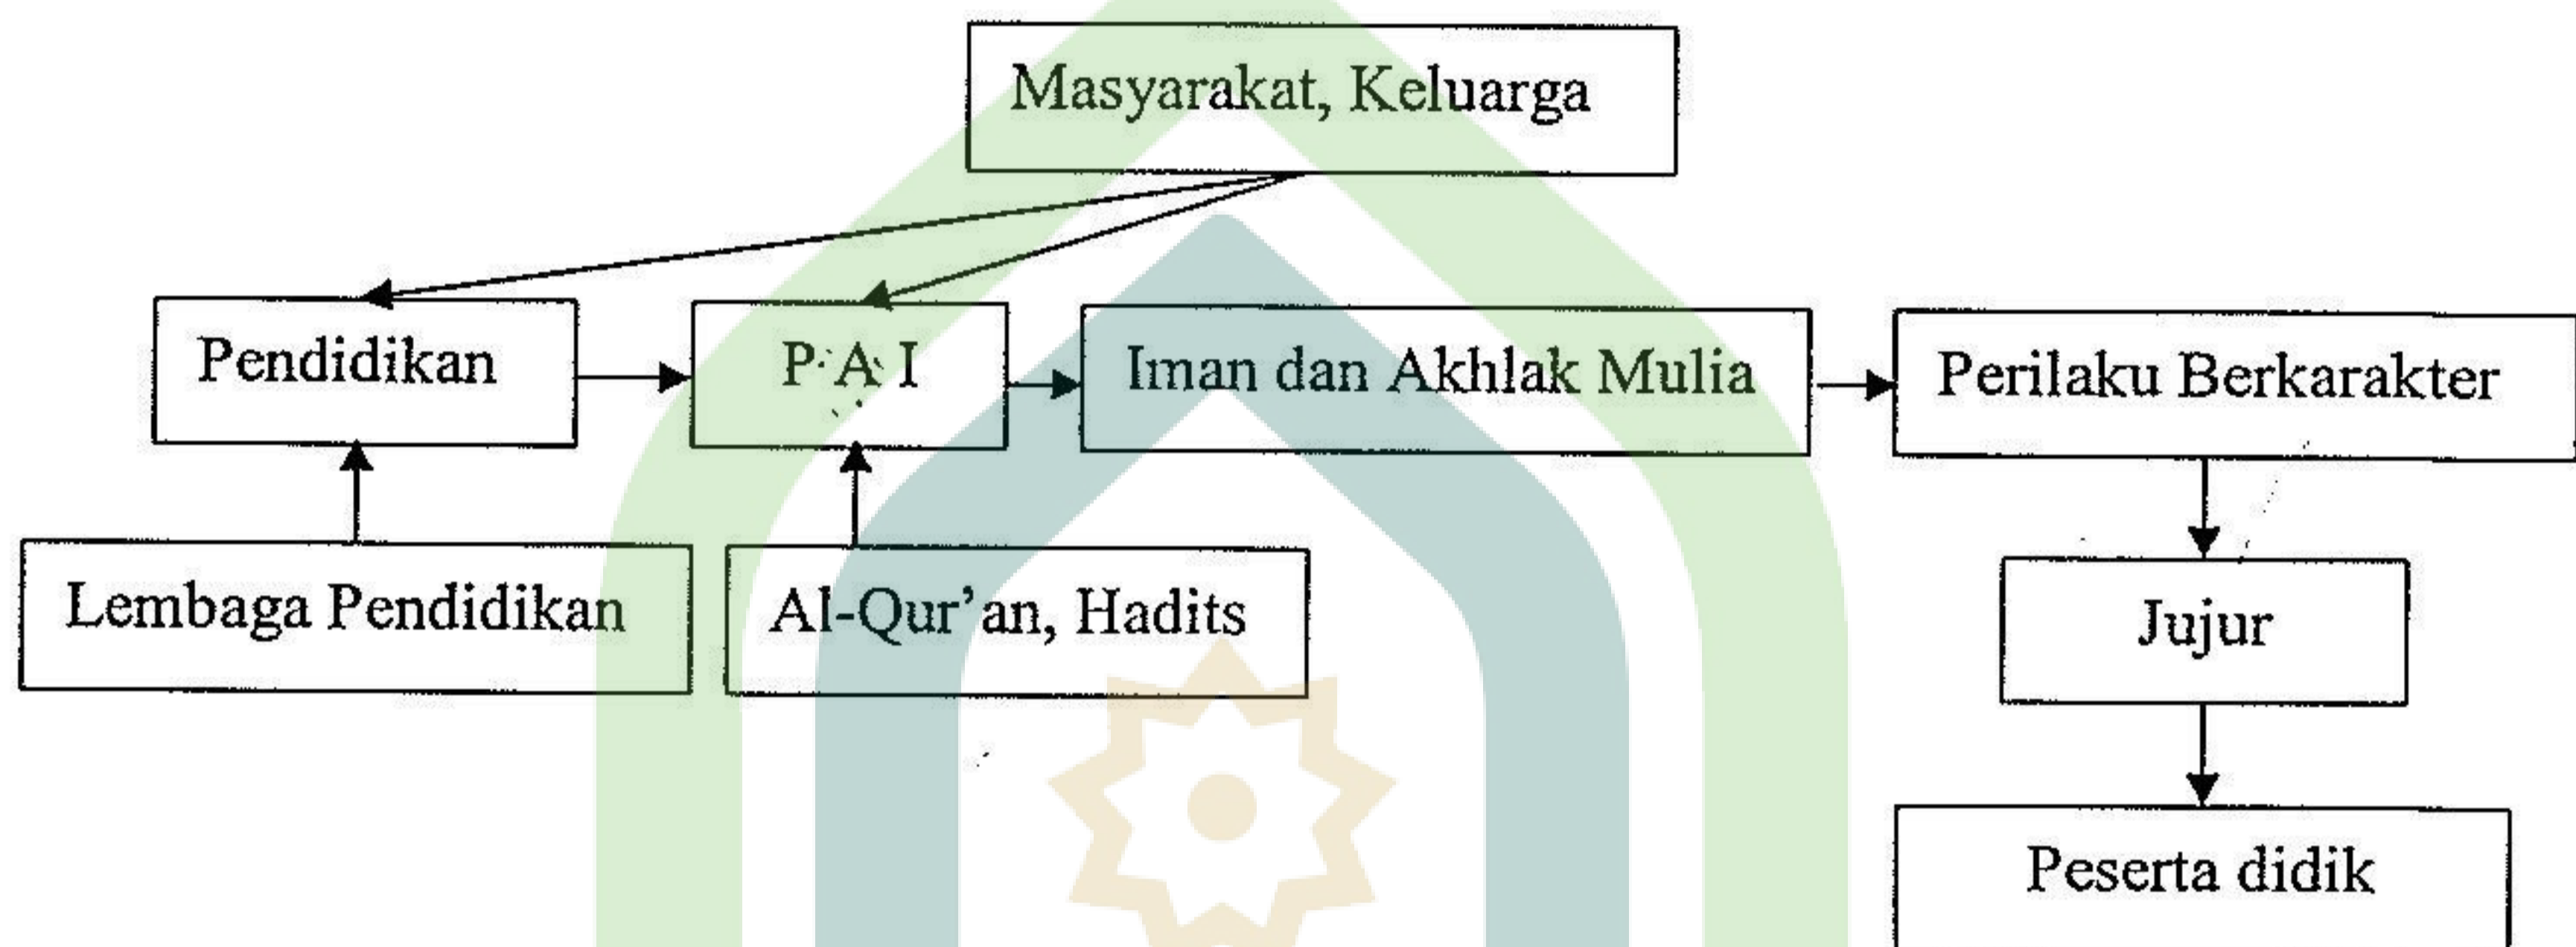 Masyarakat, Keluarga
Pendidikan
P A I
Iman dan Akhlak Mulia
Perilaku Berkarakter
Lembaga Pendidikan
Al-Qur’an, Hadits
Jujur
Peserta didik